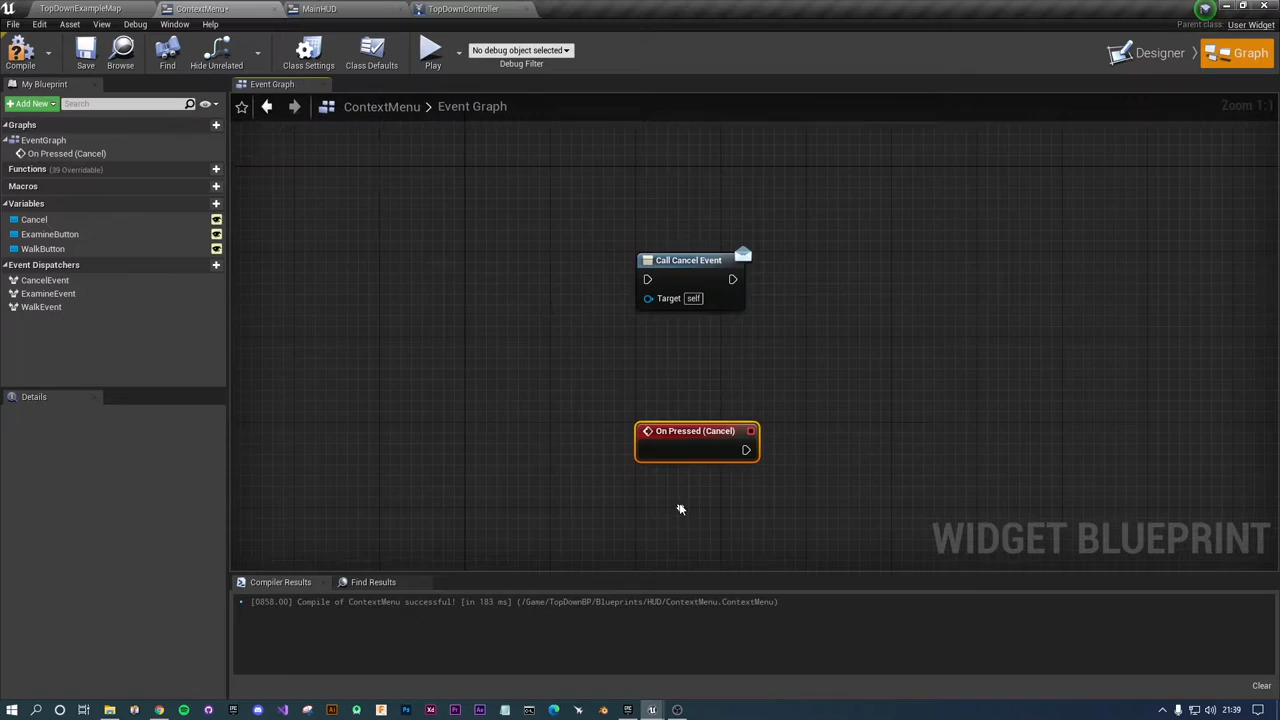 TopDownExampleMap
ContextMenu*
MainHUD
TopDownController
File Edit Asset View Debug Window Help
Parent class: User Widget
Compile
Save
Browse
Find
Hide Unrelated
Class Settings
Class Defaults
Play
No debug object selected
Debug Filter
Designer
Graph
My Blueprint
Event Graph
Add New
Search
ContextMenu > Event Graph
Zoom 1:1
Graphs
EventGraph
On Pressed (Cancel)
Functions (39 Overridable)
Macros
Variables
Cancel
ExamineButton
WalkButton
Event Dispatchers
CancelEvent
ExamineEvent
WalkEvent
Call Cancel Event
Target self
Details
On Pressed (Cancel)
WIDGET BLUEPRINT
Compiler Results
Find Results
[0858.00] Compile of ContextMenu successful! [in 183 ms] (/Game/TopDownBP/Blueprints/HUD/ContextMenu.ContextMenu)
Clear
21:39